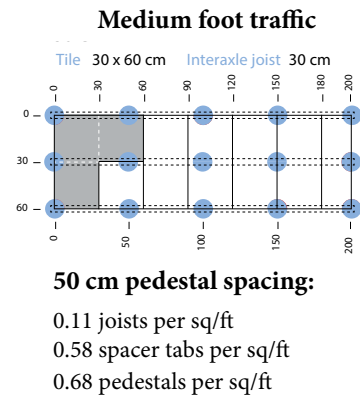 Medium foot traffic
Tile 30 x 60 cm Interaxle joist 30 cm
0 30 60 90 120 150 180 200
0
30
60
0 50 100 150 200
50 cm pedestal spacing:
0.11 joists per sq/ft
0.58 spacer tabs per sq/ft
0.68 pedestals per sq/ft